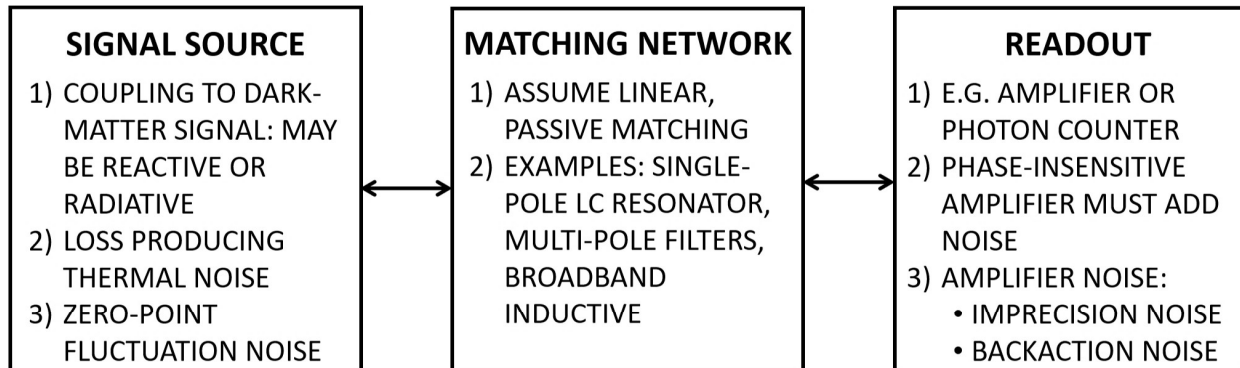 SIGNAL SOURCE
1) COUPLING TO DARK-
MATTER SIGNAL: MAY
BE REACTIVE OR
RADIATIVE
2) LOSS PRODUCING
THERMAL NOISE
3) ZERO-POINT
FLUCTUATION NOISE
MATCHING NETWORK
1) ASSUME LINEAR,
PASSIVE MATCHING
2) EXAMPLES: SINGLE-
POLE LC RESONATOR,
MULTI-POLE FILTERS,
BROADBAND
INDUCTIVE
READOUT
1) E.G. AMPLIFIER OR
PHOTON COUNTER
2) PHASE-INSENSITIVE
AMPLIFIER MUST ADD
NOISE
3) AMPLIFIER NOISE:
• IMPRECISION NOISE
• BACKACTION NOISE